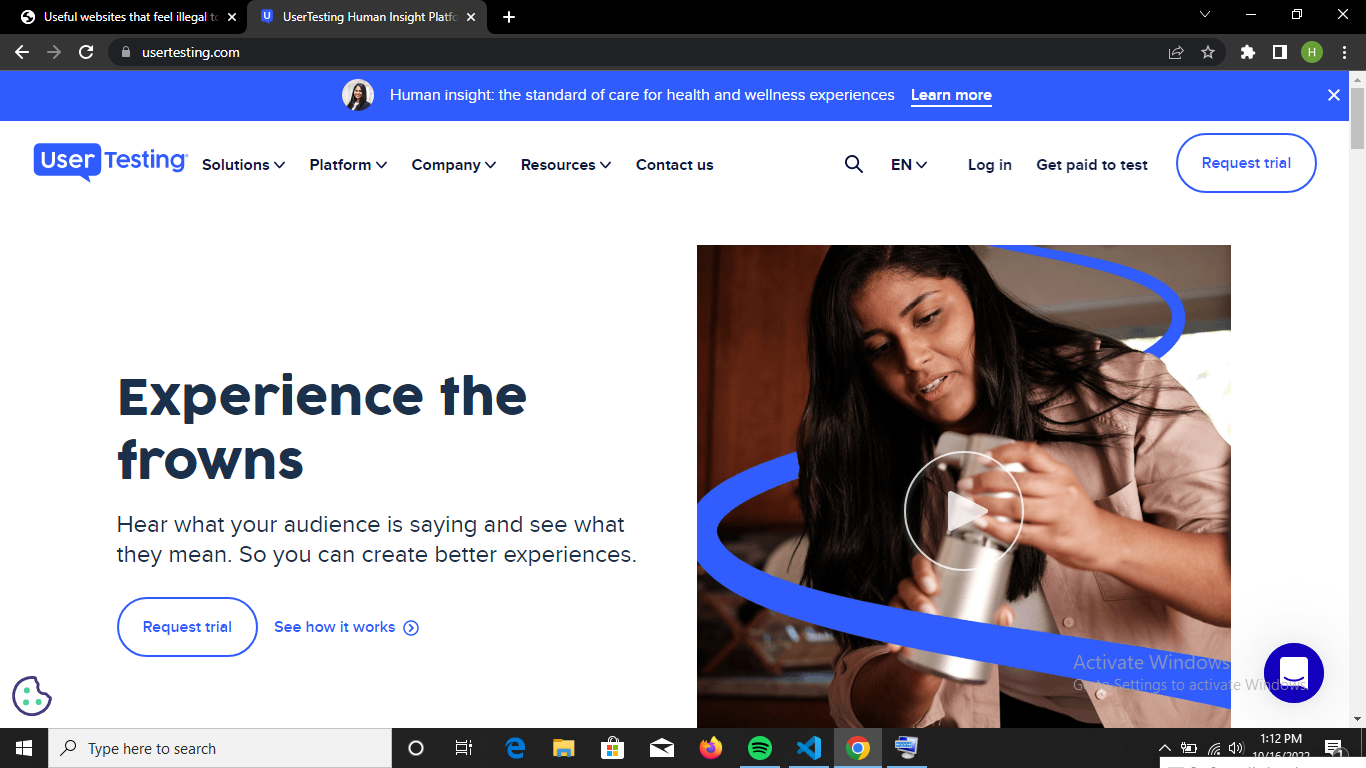 Useful websites that feel illegal to
UserTesting Human Insight Platfo
usertesting.com
H
Human insight: the standard of care for health and wellness experiences Learn more
UserTesting
Solutions
Platform
Company
Resources
Contact us
EN
Log in
Get paid to test
Request trial
Experience the
frowns
Hear what your audience is saying and see what
they mean. So you can create better experiences.
Request trial
See how it works
Activate Windows
Go to Settings to activate Windows.
Type here to search
1:12 PM
10/16/2022